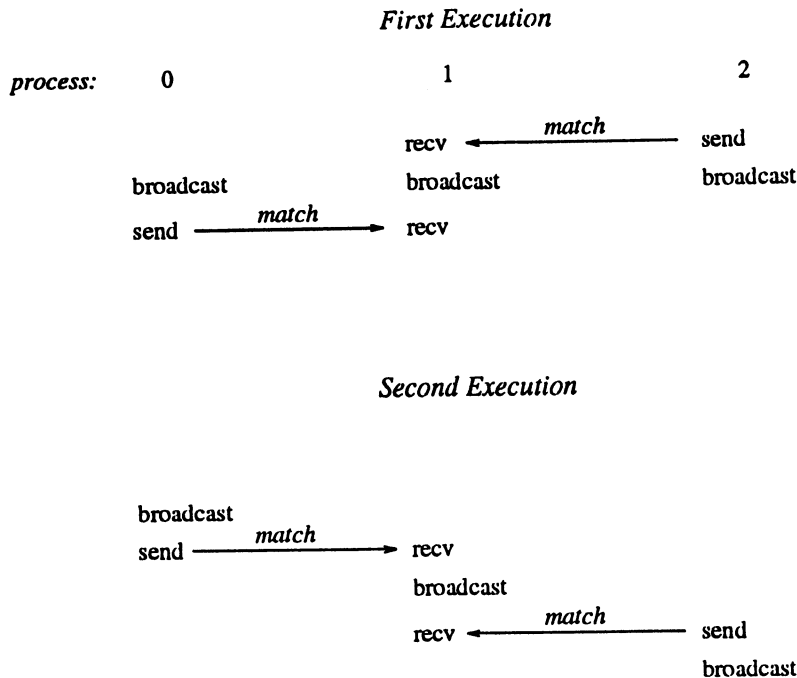 First Execution
process: 0 1 2
recv match send
broadcast broadcast broadcast
send match recv
Second Execution
broadcast
send match recv
broadcast
recv match send
broadcast